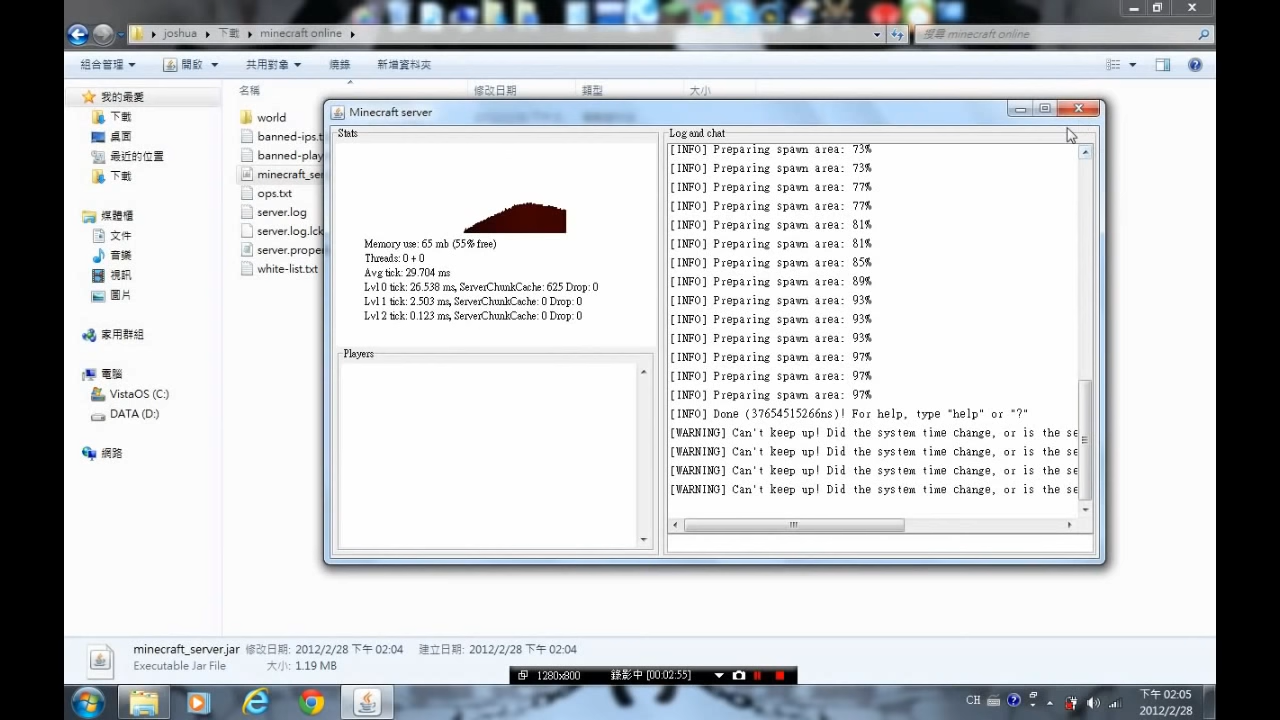 joshua 下載 minecraft online
搜尋 minecraft online
組合管理 開啟 共用對象 燒錄 新增資料夾
名稱 修改日期 類型 大小
我的最愛
下載
桌面
最近的位置
下載
媒體櫃
文件
音樂
視訊
圖片
家用群組
電腦
VistaOS (C:)
DATA (D:)
網路
world
banned-ips.t
banned-play
minecraft_ser
ops.txt
server.log
server.log.lck
server.prope
white-list.txt
Minecraft server
Stats
Memory use: 65 mb (55% free)
Threads: 0 + 0
Avg tick: 29.704 ms
Lvl 0 tick: 26.538 ms, ServerChunkCache: 625 Drop: 0
Lvl 1 tick: 2.503 ms, ServerChunkCache: 0 Drop: 0
Lvl 2 tick: 0.123 ms, ServerChunkCache: 0 Drop: 0
Players
Log and chat
[INFO] Preparing spawn area: 73%
[INFO] Preparing spawn area: 73%
[INFO] Preparing spawn area: 77%
[INFO] Preparing spawn area: 77%
[INFO] Preparing spawn area: 81%
[INFO] Preparing spawn area: 81%
[INFO] Preparing spawn area: 85%
[INFO] Preparing spawn area: 89%
[INFO] Preparing spawn area: 93%
[INFO] Preparing spawn area: 93%
[INFO] Preparing spawn area: 93%
[INFO] Preparing spawn area: 97%
[INFO] Preparing spawn area: 97%
[INFO] Preparing spawn area: 97%
[INFO] Done (37654515266ns)! For help, type "help" or "?"
[WARNING] Can't keep up! Did the system time change, or is the se
[WARNING] Can't keep up! Did the system time change, or is the se
[WARNING] Can't keep up! Did the system time change, or is the se
[WARNING] Can't keep up! Did the system time change, or is the se
minecraft_server.jar 修改日期: 2012/2/28 下午 02:04 建立日期: 2012/2/28 下午 02:04
Executable Jar File 大小: 1.19 MB
1280x800 錄影中 [00:02:55]
CH
下午 02:05
2012/2/28